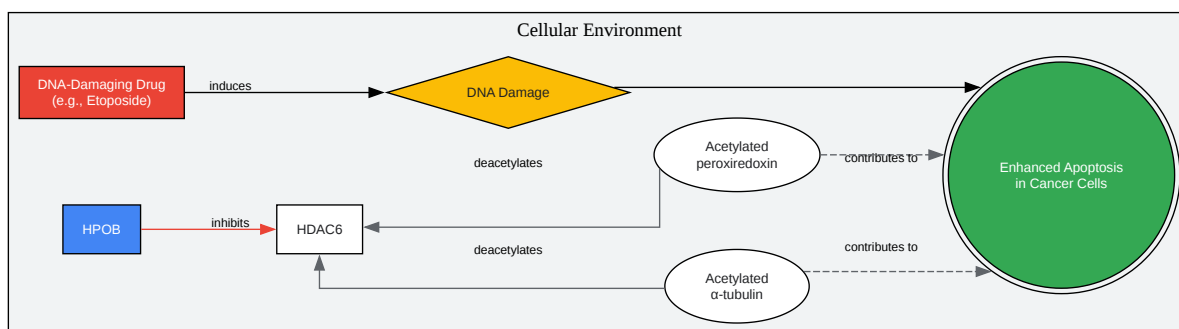 Cellular Environment
DNA-Damaging Drug
(e.g., Etoposide)
induces
DNA Damage
deacetylates
Acetylated
peroxiredoxin
contributes to
Enhanced Apoptosis
in Cancer Cells
HPOB
inhibits
HDAC6
deacetylates
contributes to
Acetylated
α-tubulin